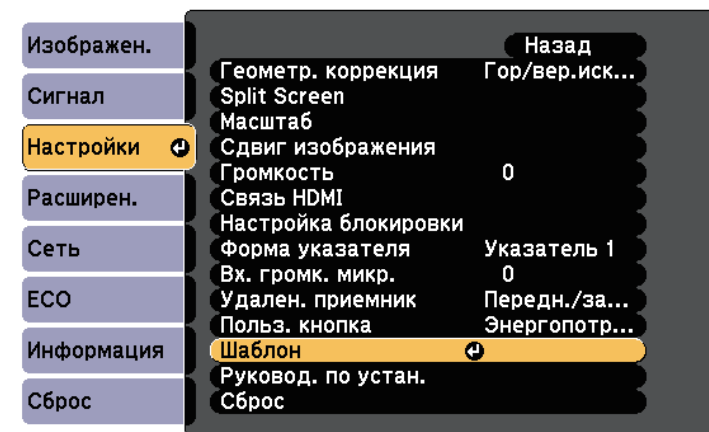 Изображен.
Сигнал
Настройки
Расширен.
Сеть
ECO
Информация
Сброс
Назад
Геометр. коррекция Гор/вер.иск...
Split Screen
Масштаб
Сдвиг изображения
Громкость 0
Связь HDMI
Настройка блокировки
Форма указателя Указатель 1
Вх. громк. микр. 0
Удален. приемник Передн./за...
Польз. кнопка Энергопотр...
Шаблон
Руковод. по устан.
Сброс